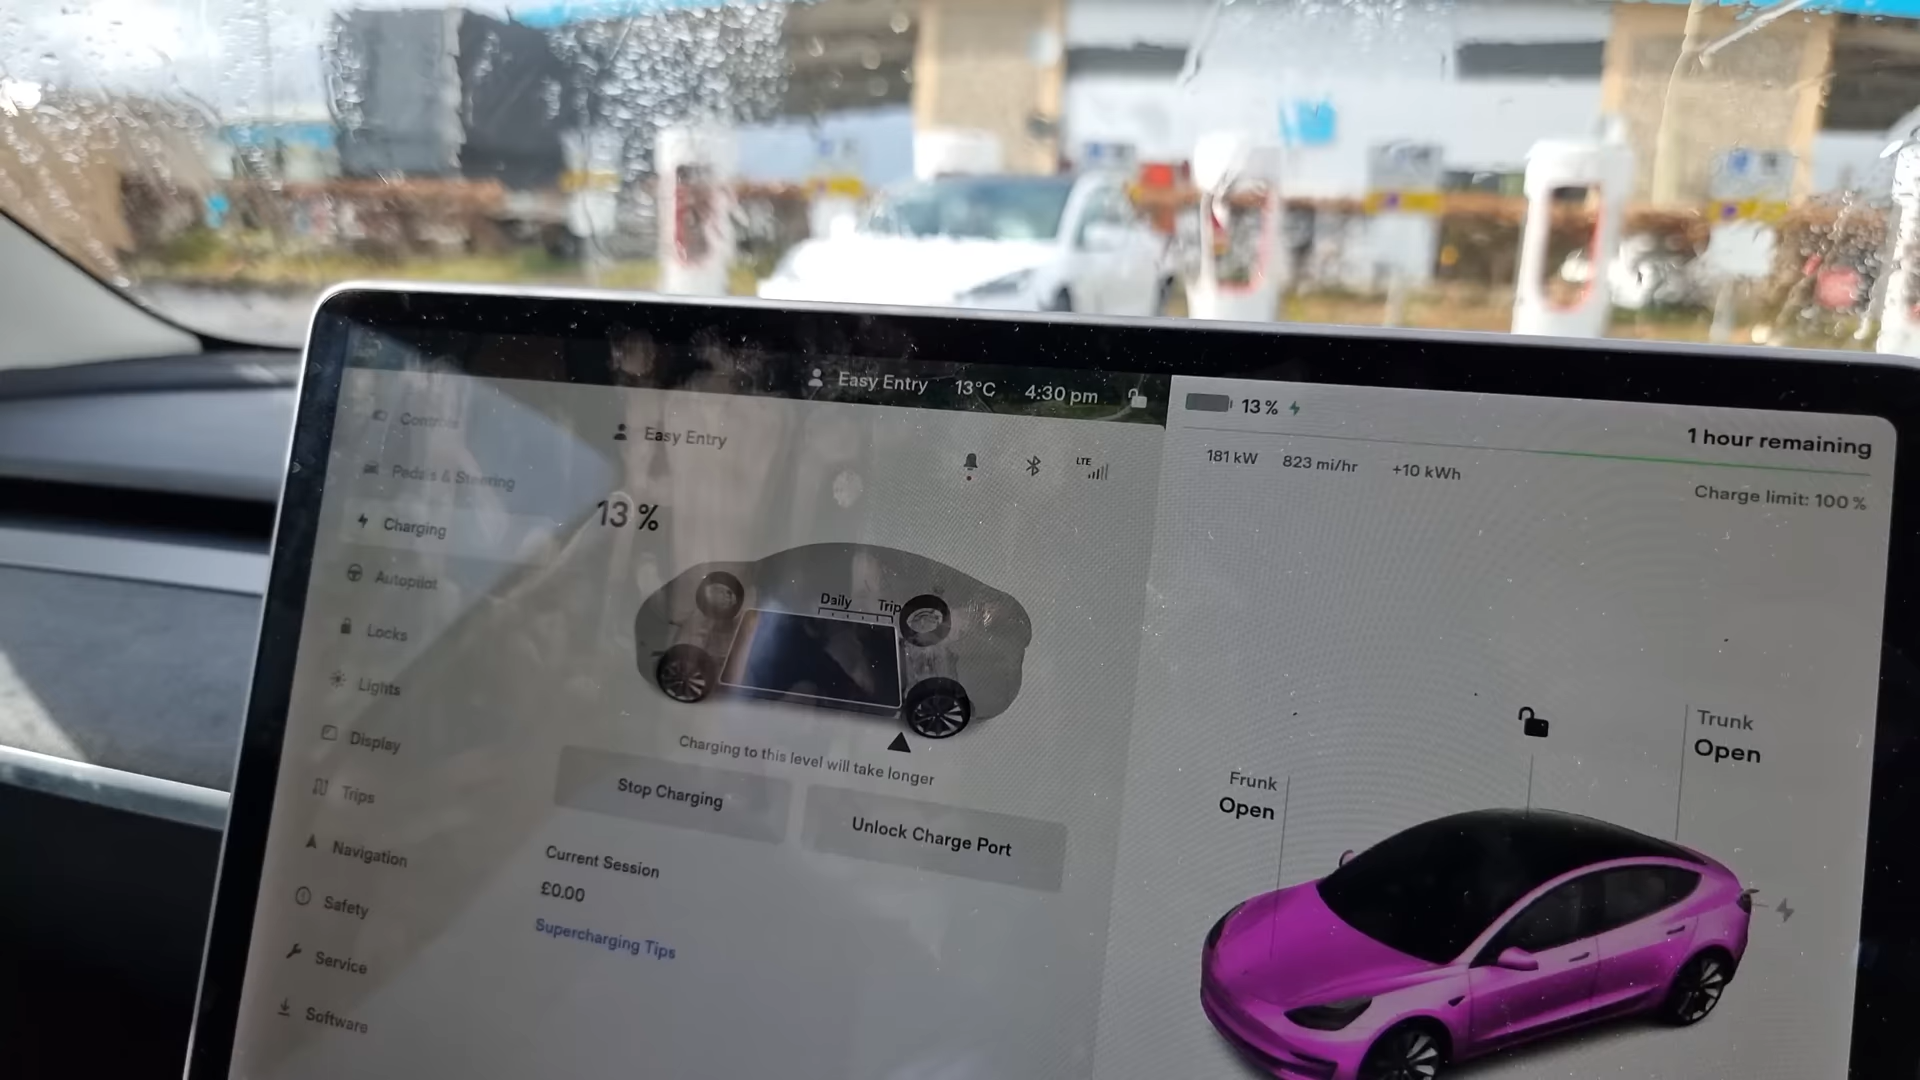 Easy Entry 13°C 4:30 pm
Controls
Pedals & Steering
Charging
Autopilot
Locks
Lights
Display
Trips
Navigation
Safety
Service
Software
Easy Entry
LTE
13 %
Daily Trip
Charging to this level will take longer
Stop Charging
Unlock Charge Port
Current Session
£0.00
Supercharging Tips
13 %
1 hour remaining
181 kW 823 mi/hr +10 kWh
Charge limit: 100 %
Trunk
Open
Frunk
Open